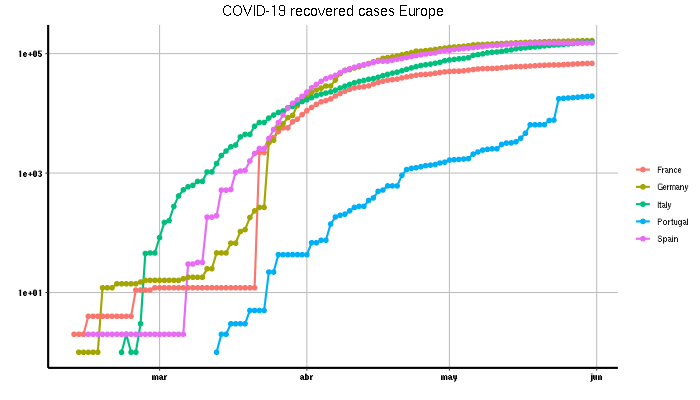 COVID-19 recovered cases Europe
1e+05
1e+03
1e+01
mar
abr
may
jun
France
Germany
Italy
Portugal
Spain